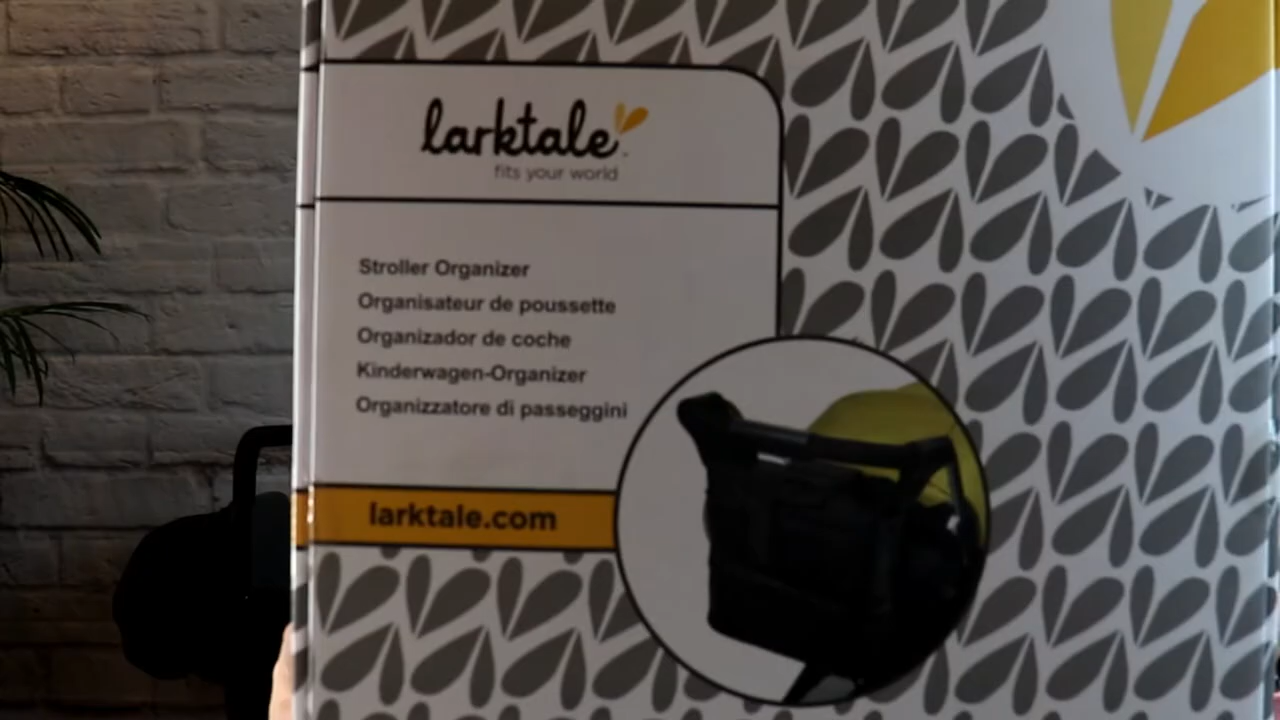 larktale
fits your world
Stroller Organizer
Organisateur de poussette
Organizador de coche
Kinderwagen-Organizer
Organizzatore di passeggini
larktale.com